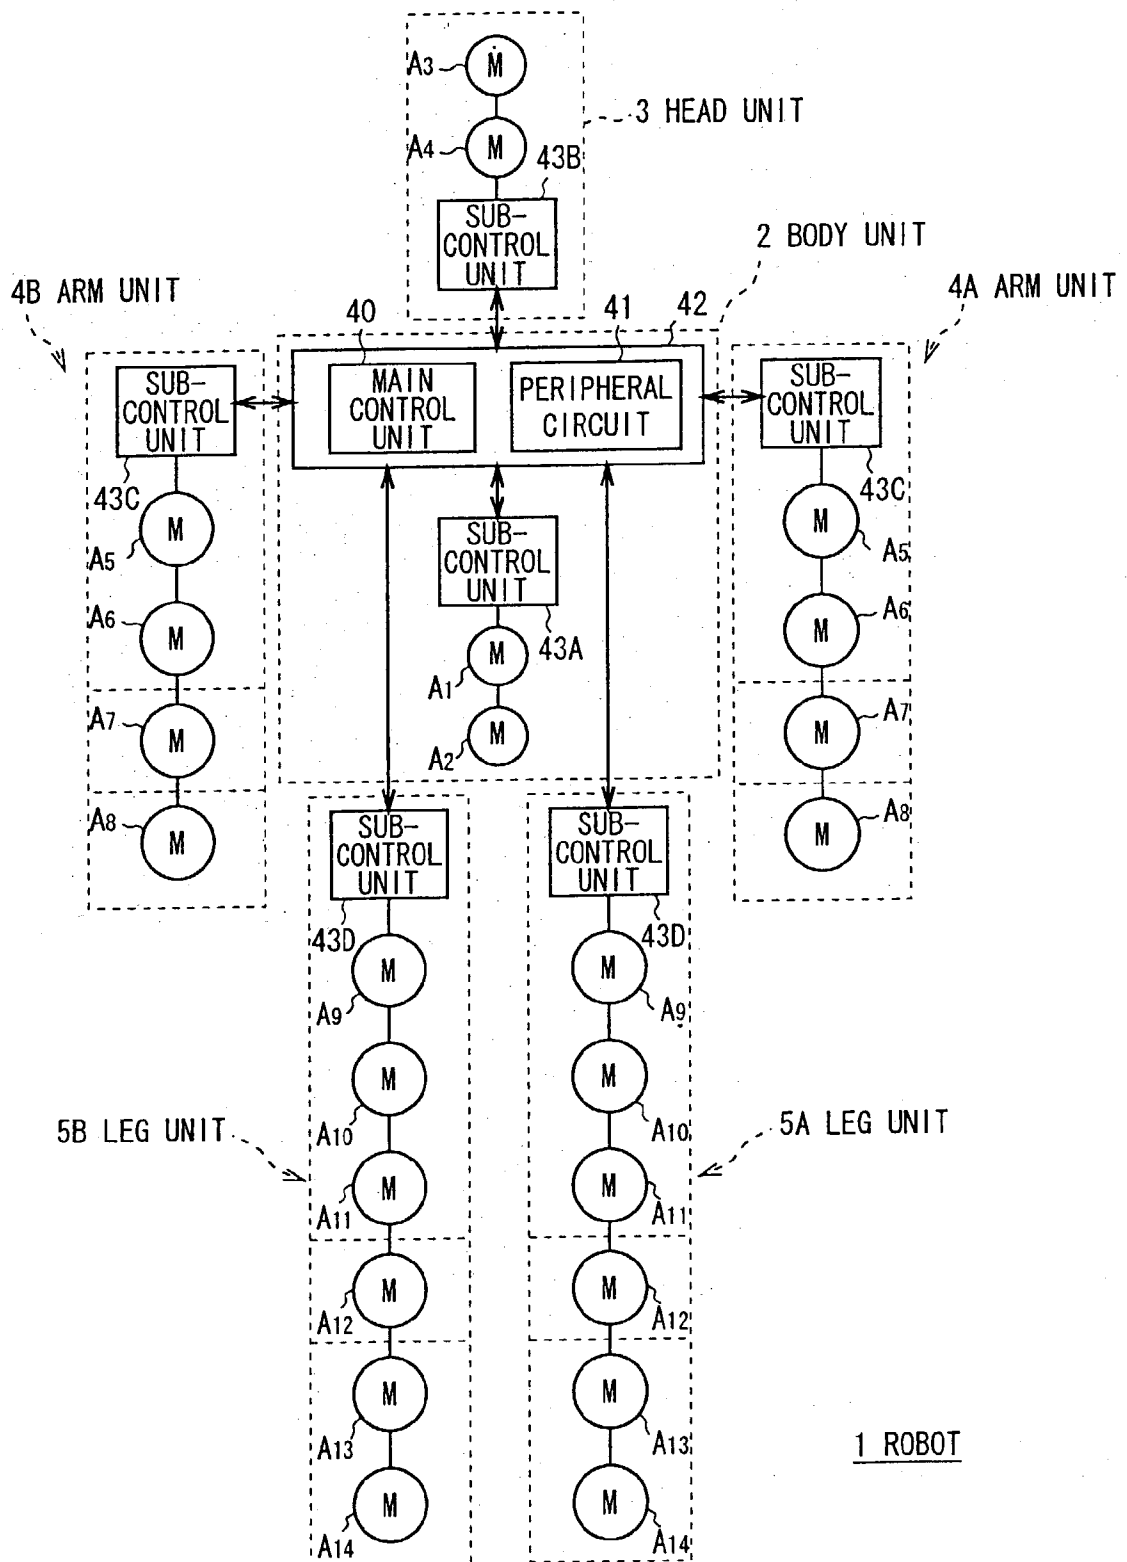 A3
M
3 HEAD UNIT
A4
M
43B
SUB-
CONTROL
UNIT
2 BODY UNIT
4B ARM UNIT
4A ARM UNIT
40
41
42
MAIN
CONTROL
UNIT
PERIPHERAL
CIRCUIT
SUB-
CONTROL
UNIT
43C
M
A5
M
A6
M
A7
M
A8
SUB-
CONTROL
UNIT
43C
M
A5
M
A6
M
A7
M
A8
SUB-
CONTROL
UNIT
43A
M
A1
M
A2
SUB-
CONTROL
UNIT
43D
M
A9
M
A10
M
A11
M
A12
M
A13
M
A14
5B LEG UNIT
SUB-
CONTROL
UNIT
43D
M
A9
M
A10
M
A11
M
A12
M
A13
M
A14
5A LEG UNIT
1 ROBOT